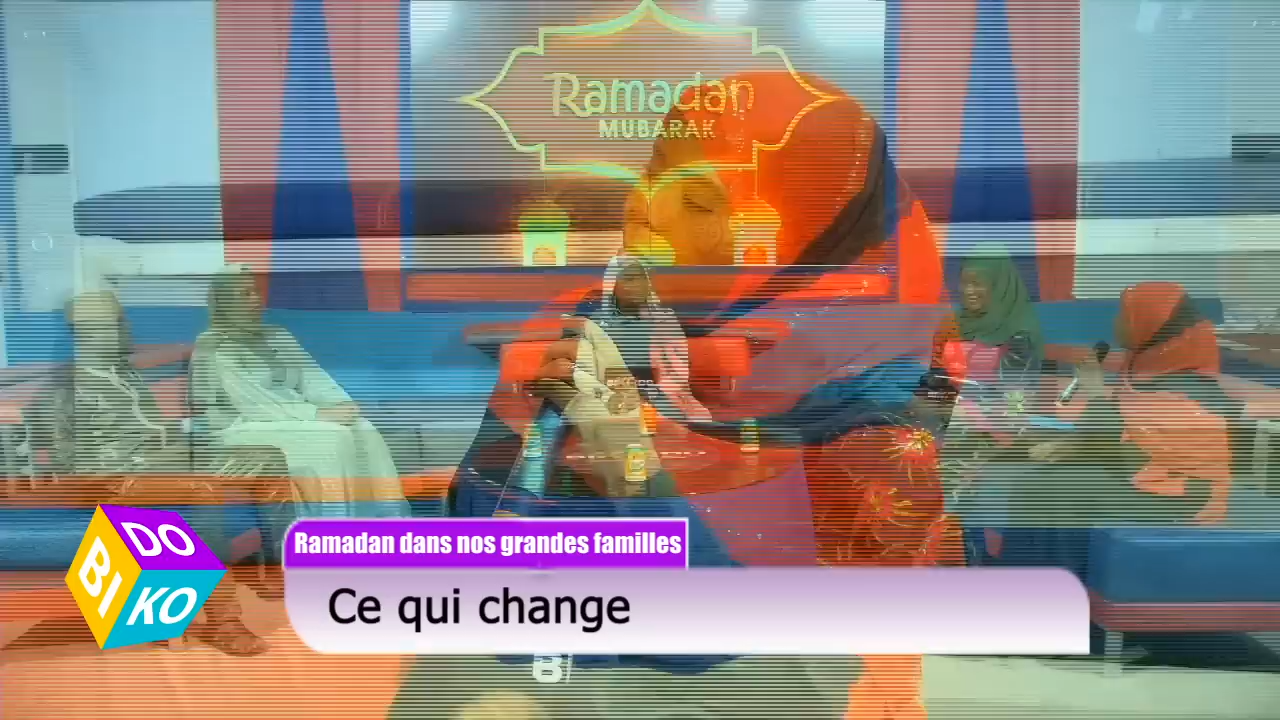 Ramadan
MUBARAK
DO
BI
KO
Ramadan dans nos grandes familles
Ce qui change